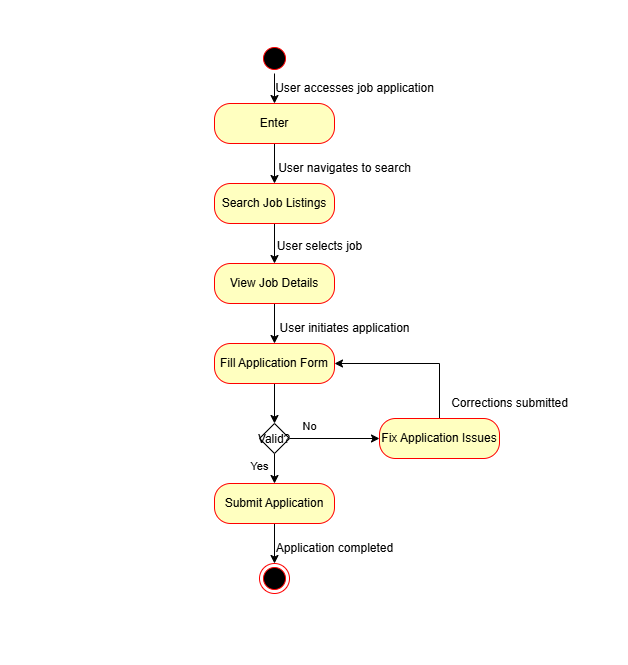 User accesses job application
Enter
User navigates to search
Search Job Listings
User selects job
View Job Details
User initiates application
Fill Application Form
Corrections submitted
Valid?
No
Fix Application Issues
Yes
Submit Application
Application completed